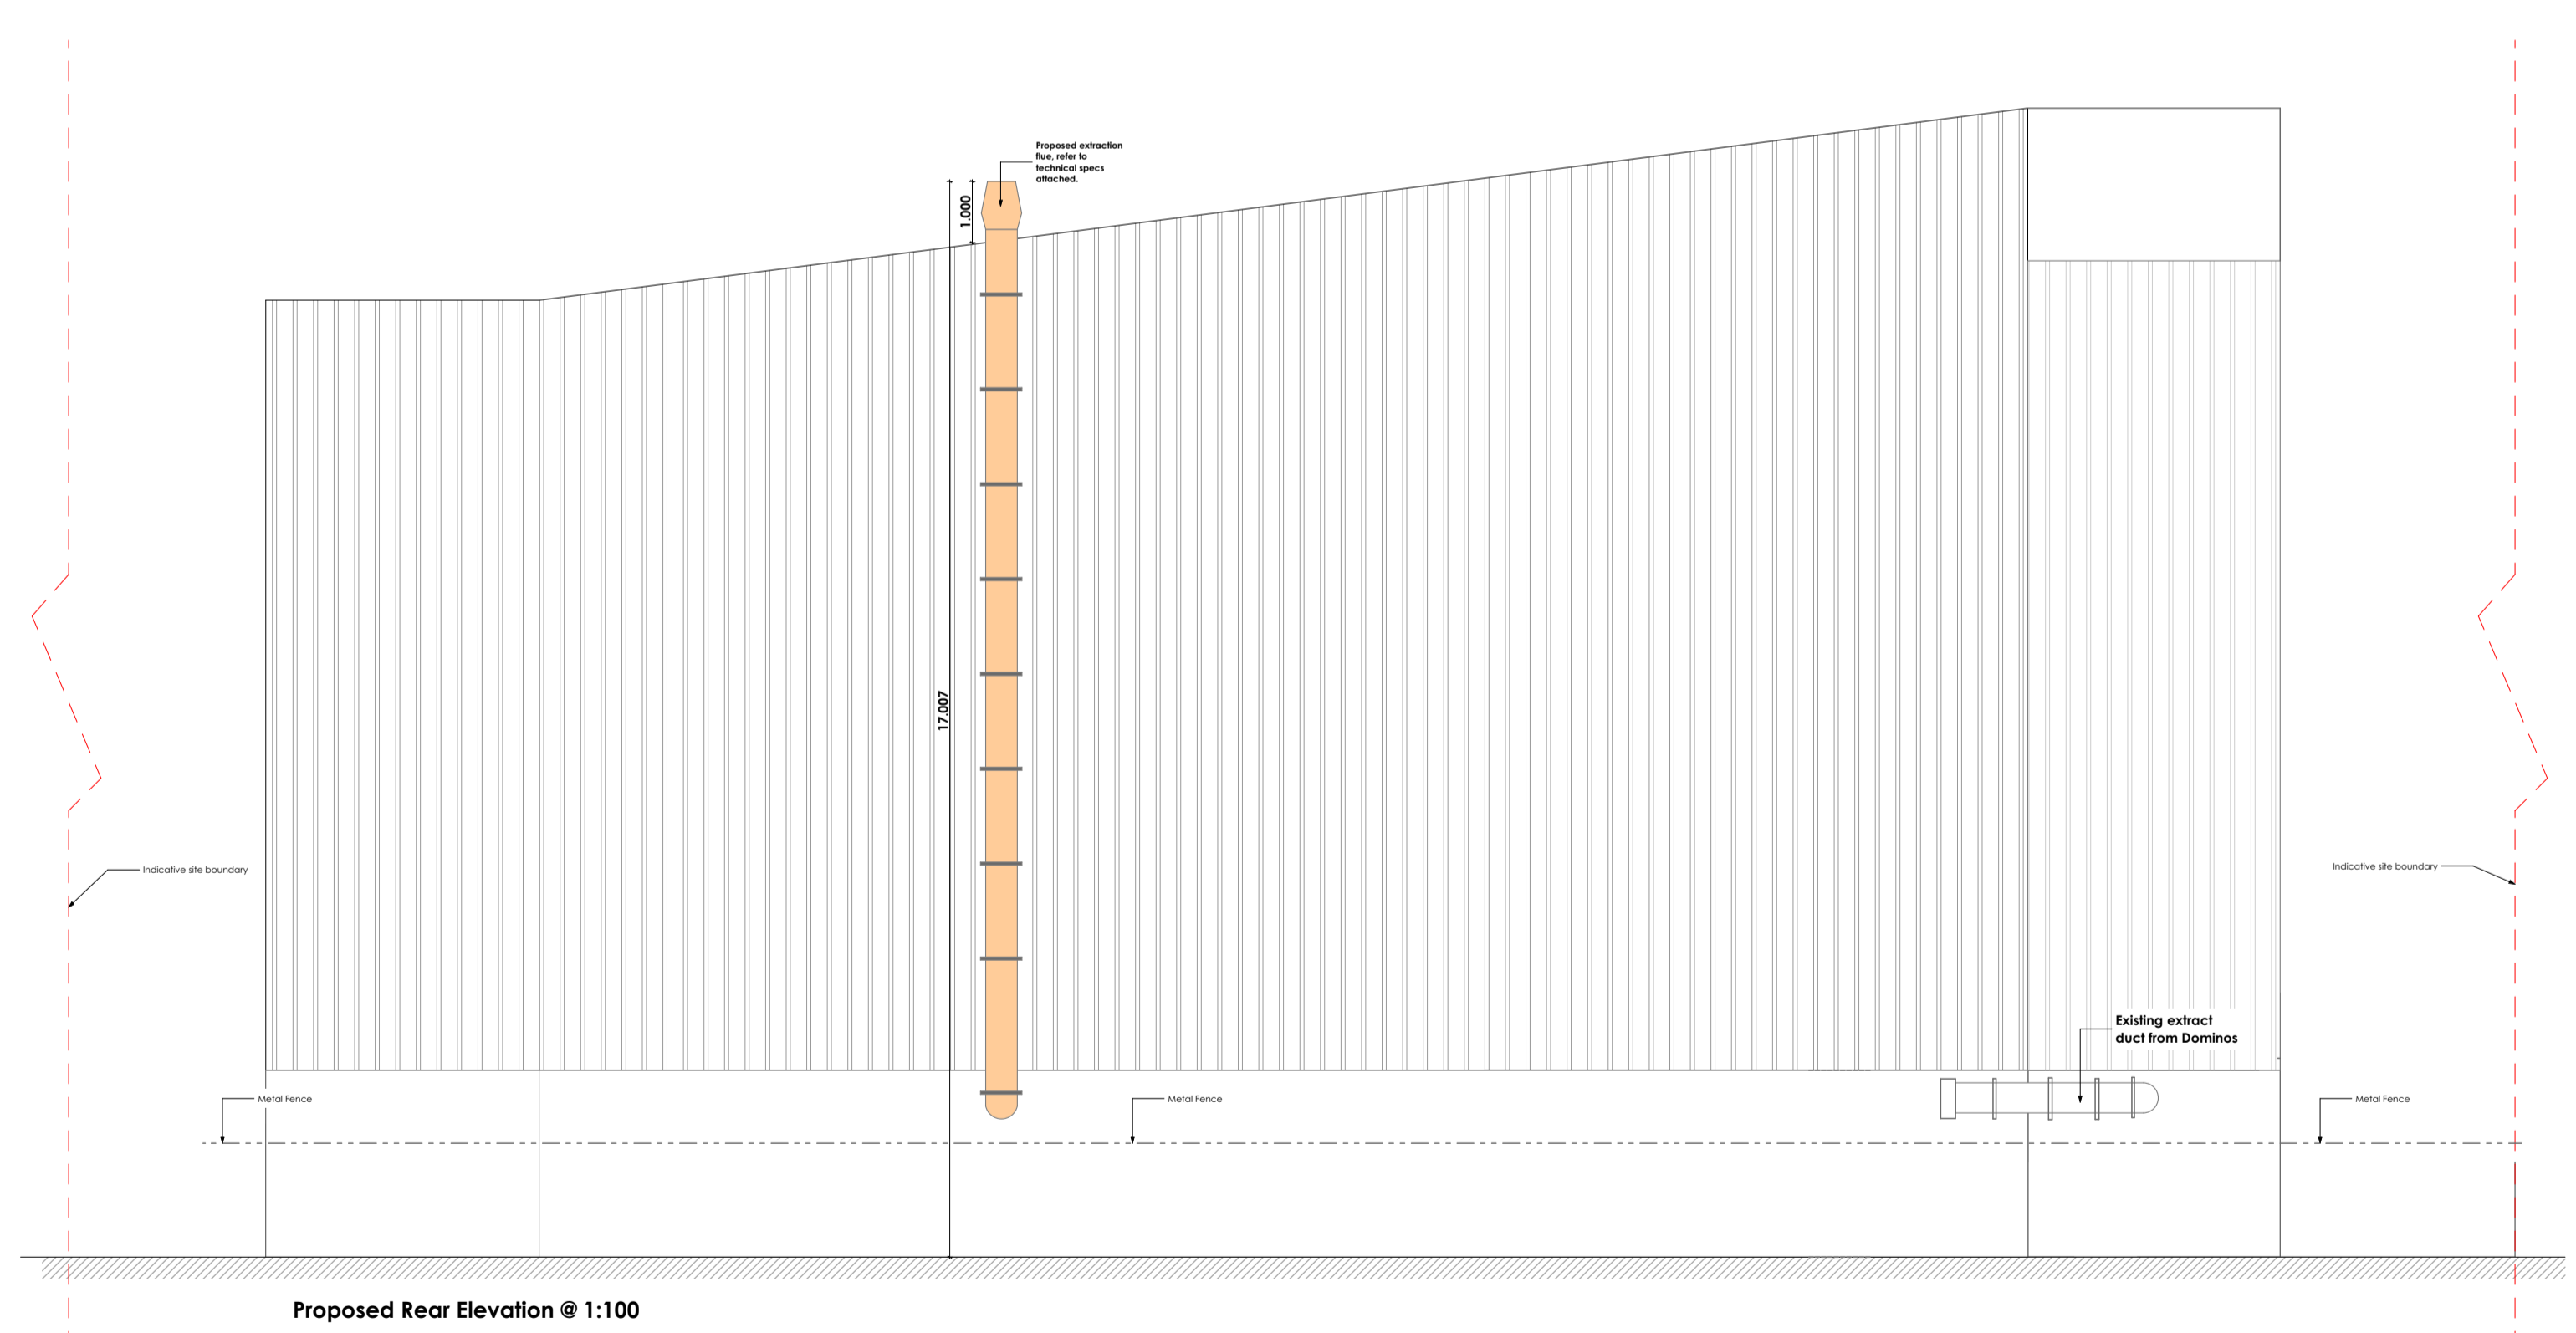 Proposed extraction
flue, refer to
technical specs
attached.
1.000
17.007
Indicative site boundary
Indicative site boundary
Existing extract
duct from Dominos
Metal Fence
Metal Fence
Metal Fence
Proposed Rear Elevation @ 1:100